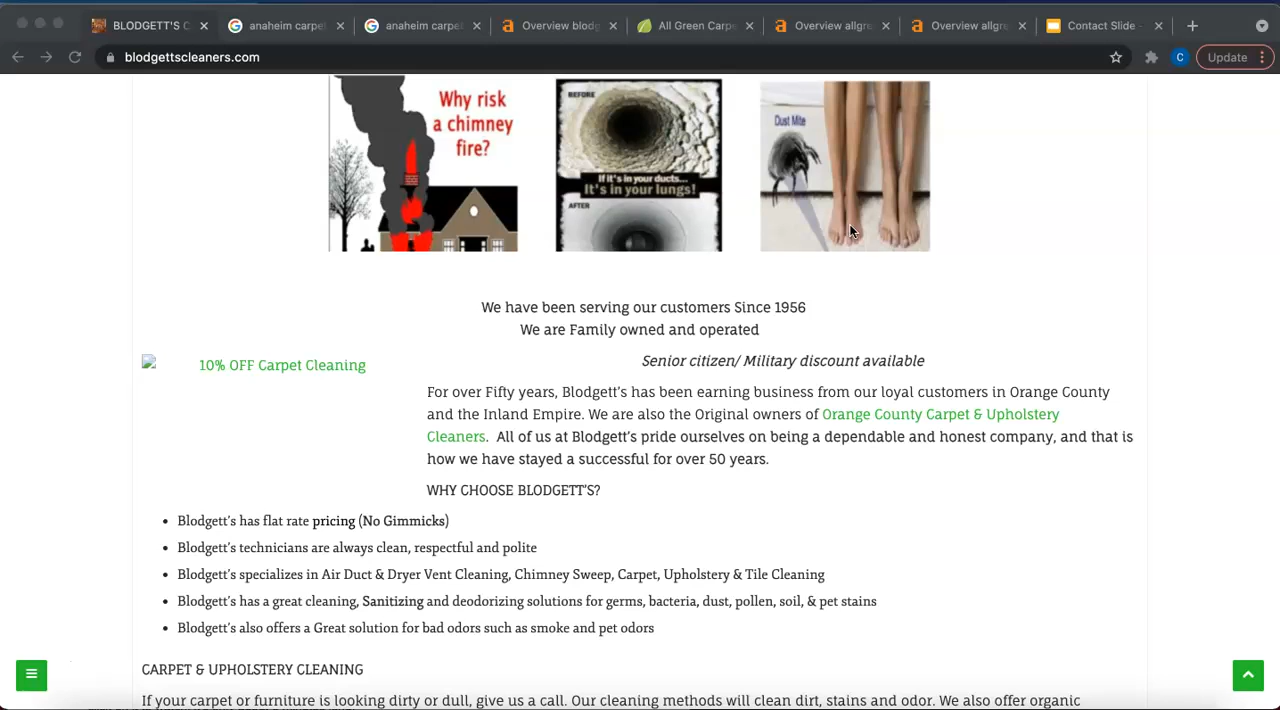 BLODGETT'S C
anaheim carpe
anaheim carpe
Overview blodg
All Green Carp
Overview allgr
Overview allgr
Contact Slide -
blodgettscleaners.com
C
Update
Why risk
a chimney
fire?
BEFORE
If it's in your ducts...
It's in your lungs!
AFTER
Dust Mite
We have been serving our customers Since 1956
We are Family owned and operated
10% OFF Carpet Cleaning
Senior citizen/ Military discount available
For over Fifty years, Blodgett's has been earning business from our loyal customers in Orange County
and the Inland Empire. We are also the Original owners of Orange County Carpet & Upholstery
Cleaners. All of us at Blodgett's pride ourselves on being a dependable and honest company, and that is
how we have stayed a successful for over 50 years.
WHY CHOOSE BLODGETT'S?
• Blodgett's has flat rate pricing (No Gimmicks)
• Blodgett's technicians are always clean, respectful and polite
• Blodgett's specializes in Air Duct & Dryer Vent Cleaning, Chimney Sweep, Carpet, Upholstery & Tile Cleaning
• Blodgett's has a great cleaning, Sanitizing and deodorizing solutions for germs, bacteria, dust, pollen, soil, & pet stains
• Blodgett's also offers a Great solution for bad odors such as smoke and pet odors
CARPET & UPHOLSTERY CLEANING
If your carpet or furniture is looking dirty or dull, give us a call. Our cleaning methods will clean dirt, stains and odor. We also offer organic